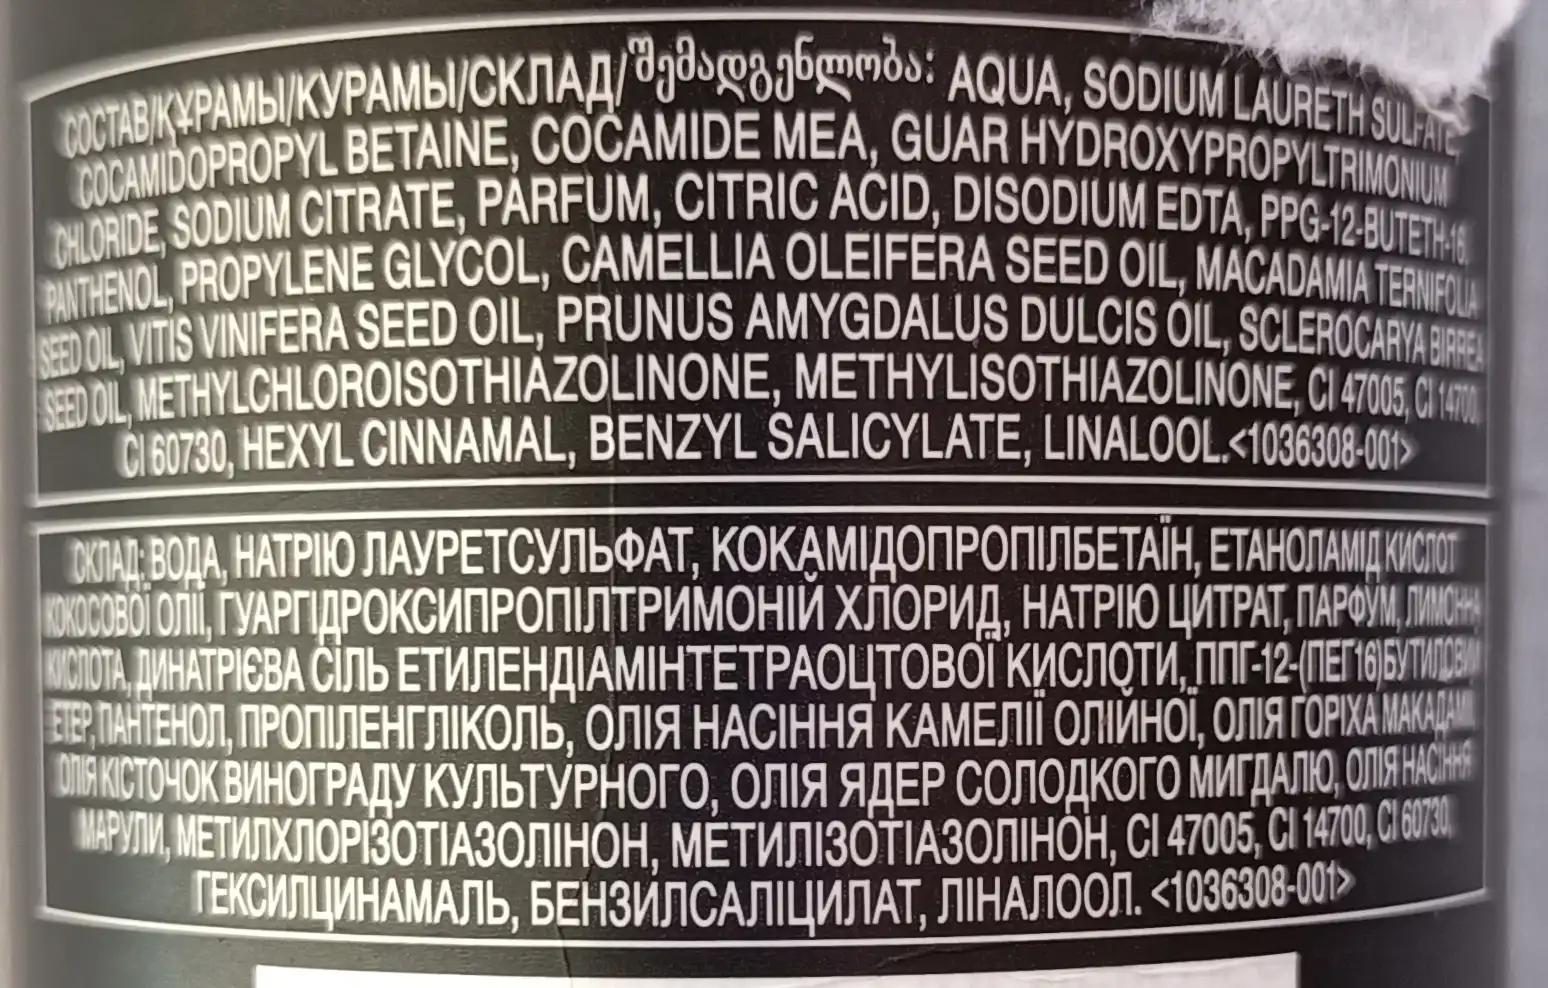 СОСТАВ/ҚҰРАМЫ/КУРАМЫ/СКЛАД/შემადგენლობა: AQUA, SODIUM LAURETH SULFATE,
COCAMIDOPROPYL BETAINE, COCAMIDE MEA, GUAR HYDROXYPROPYLTRIMONIUM
CHLORIDE, SODIUM CITRATE, PARFUM, CITRIC ACID, DISODIUM EDTA, PPG-12-BUTETH-16,
PANTHENOL, PROPYLENE GLYCOL, CAMELLIA OLEIFERA SEED OIL, MACADAMIA TERNIFOLIA
SEED OIL, VITIS VINIFERA SEED OIL, PRUNUS AMYGDALUS DULCIS OIL, SCLEROCARYA BIRREA
SEED OIL, METHYLCHLOROISOTHIAZOLINONE, METHYLISOTHIAZOLINONE, CI 47005, CI 14700,
CI 60730, HEXYL CINNAMAL, BENZYL SALICYLATE, LINALOOL.<1036308-001>
СКЛАД: ВОДА, НАТРІЮ ЛАУРЕТСУЛЬФАТ, КОКАМІДОПРОПІЛБЕТАЇН, ЕТАНОЛАМІД КИСЛОТ
КОКОСОВОЇ ОЛІЇ, ГУАРГІДРОКСИПРОПІЛТРИМОНІЙ ХЛОРИД, НАТРІЮ ЦИТРАТ, ПАРФУМ, ЛИМОННА
КИСЛОТА, ДИНАТРІЄВА СІЛЬ ЕТИЛЕНДІАМІНТЕТРАОЦТОВОЇ КИСЛОТИ, ППГ-12-(ПЕГ16)БУТИЛОВИЙ
ЕТЕР, ПАНТЕНОЛ, ПРОПІЛЕНГЛІКОЛЬ, ОЛІЯ НАСІННЯ КАМЕЛІЇ ОЛІЙНОЇ, ОЛІЯ ГОРІХА МАКАДАМІЇ,
ОЛІЯ КІСТОЧОК ВИНОГРАДУ КУЛЬТУРНОГО, ОЛІЯ ЯДЕР СОЛОДКОГО МИГДАЛЮ, ОЛІЯ НАСІННЯ
МАРУЛИ, МЕТИЛХЛОРІЗОТІАЗОЛІНОН, МЕТИЛІЗОТІАЗОЛІНОН, CI 47005, CI 14700, CI 60730,
ГЕКСИЛЦИНАМАЛЬ, БЕНЗИЛСАЛІЦИЛАТ, ЛІНАЛООЛ. <1036308-001>